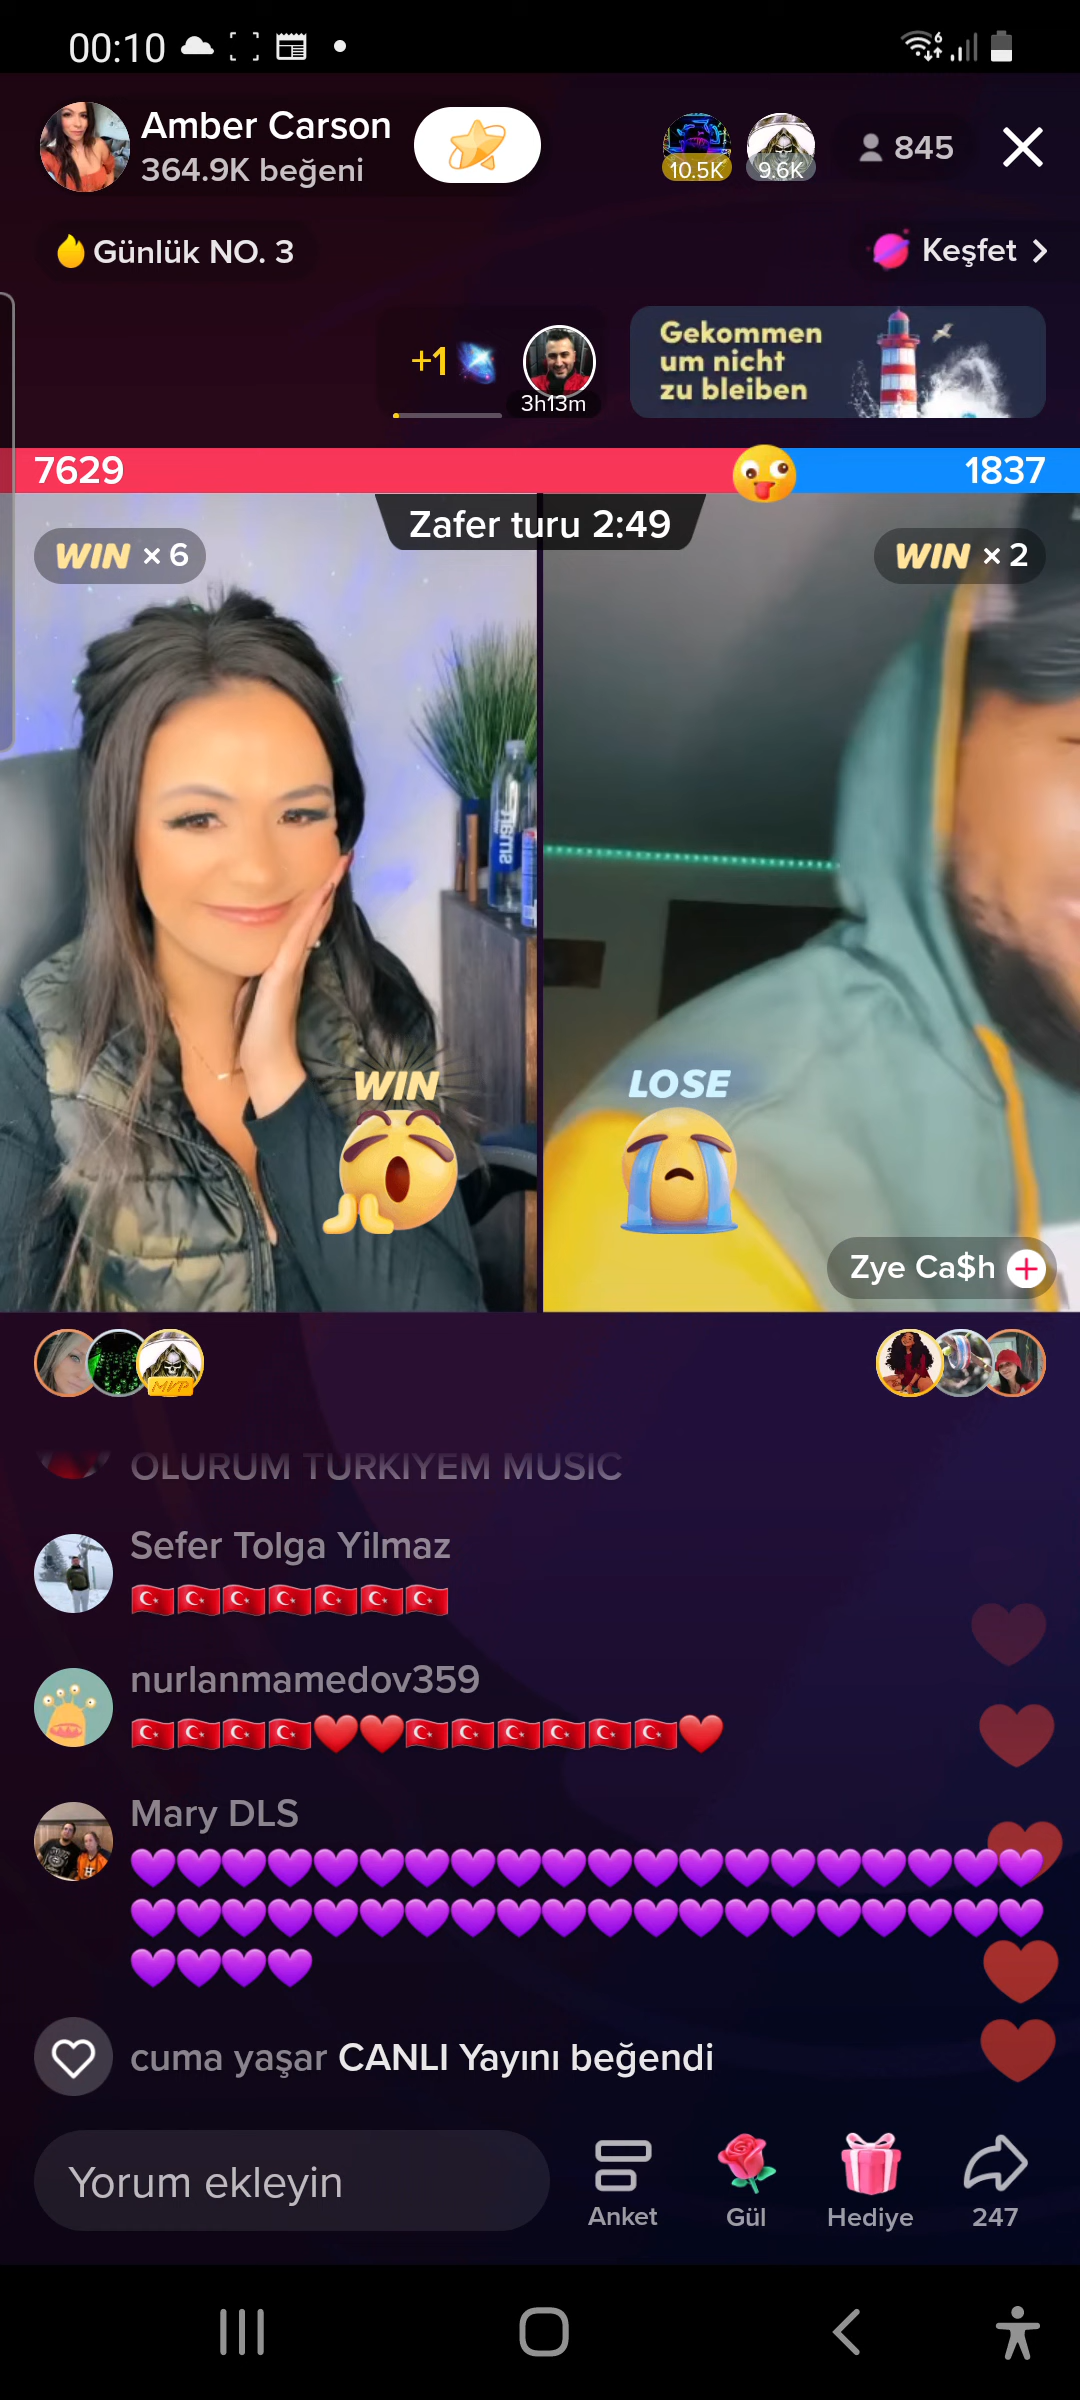 00:10
6
Amber Carson
364.9K beğeni
10.5K
9.6K
845
Günlük NO. 3
Keşfet
+1
3h13m
Gekommen
um nicht
zu bleiben
7629
1837
Zafer turu 2:49
WIN × 6
WIN × 2
smart
WIN
LOSE
Zye Ca$h
MVP
OLURUM TURKIYEM MUSIC
Sefer Tolga Yilmaz
🇹🇷🇹🇷🇹🇷🇹🇷🇹🇷🇹🇷🇹🇷
nurlanmamedov359
🇹🇷🇹🇷🇹🇷🇹🇷❤️❤️🇹🇷🇹🇷🇹🇷🇹🇷🇹🇷🇹🇷❤️
Mary DLS
💜💜💜💜💜💜💜💜💜💜💜💜💜💜💜💜💜💜💜💜
💜💜💜💜💜💜💜💜💜💜💜💜💜💜💜💜💜💜💜💜
💜💜💜💜
cuma yaşar CANLI Yayını beğendi
Yorum ekleyin
Anket
Gül
Hediye
247